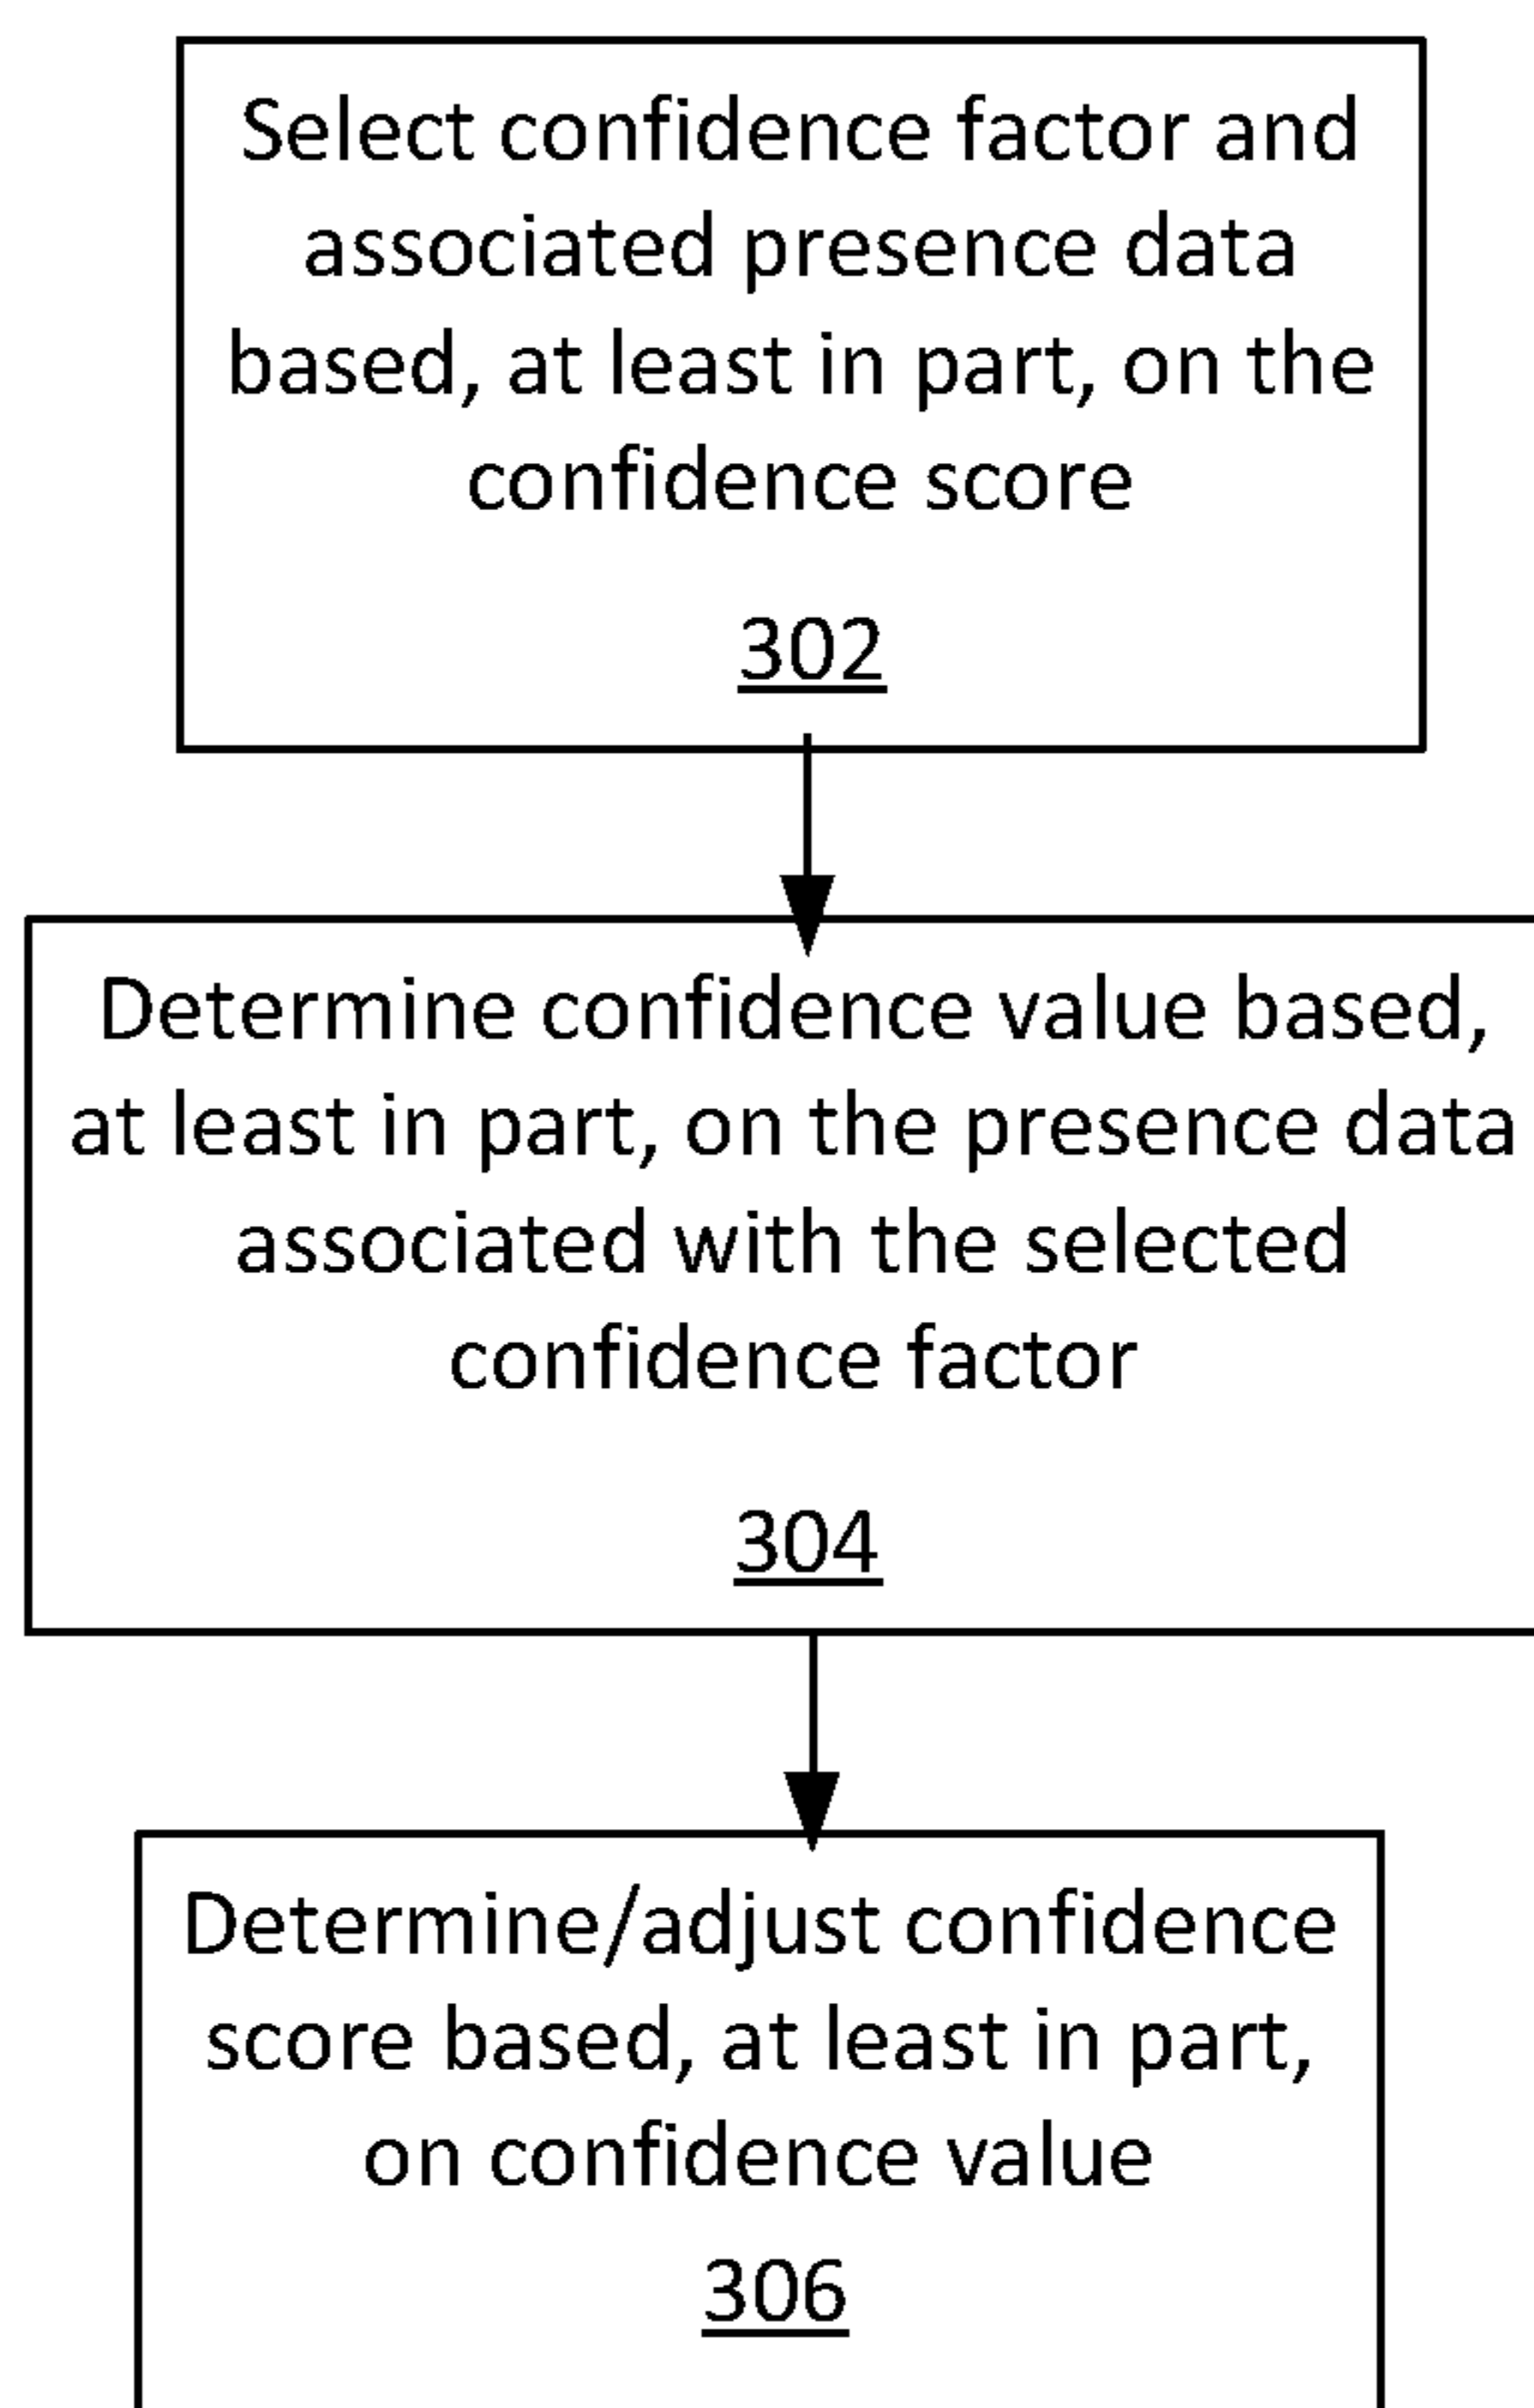 Select confidence factor and
associated presence data
based, at least in part, on the
confidence score
302
Determine confidence value based,
at least in part, on the presence data
associated with the selected
confidence factor
304
Determine/adjust confidence
score based, at least in part,
on confidence value
306